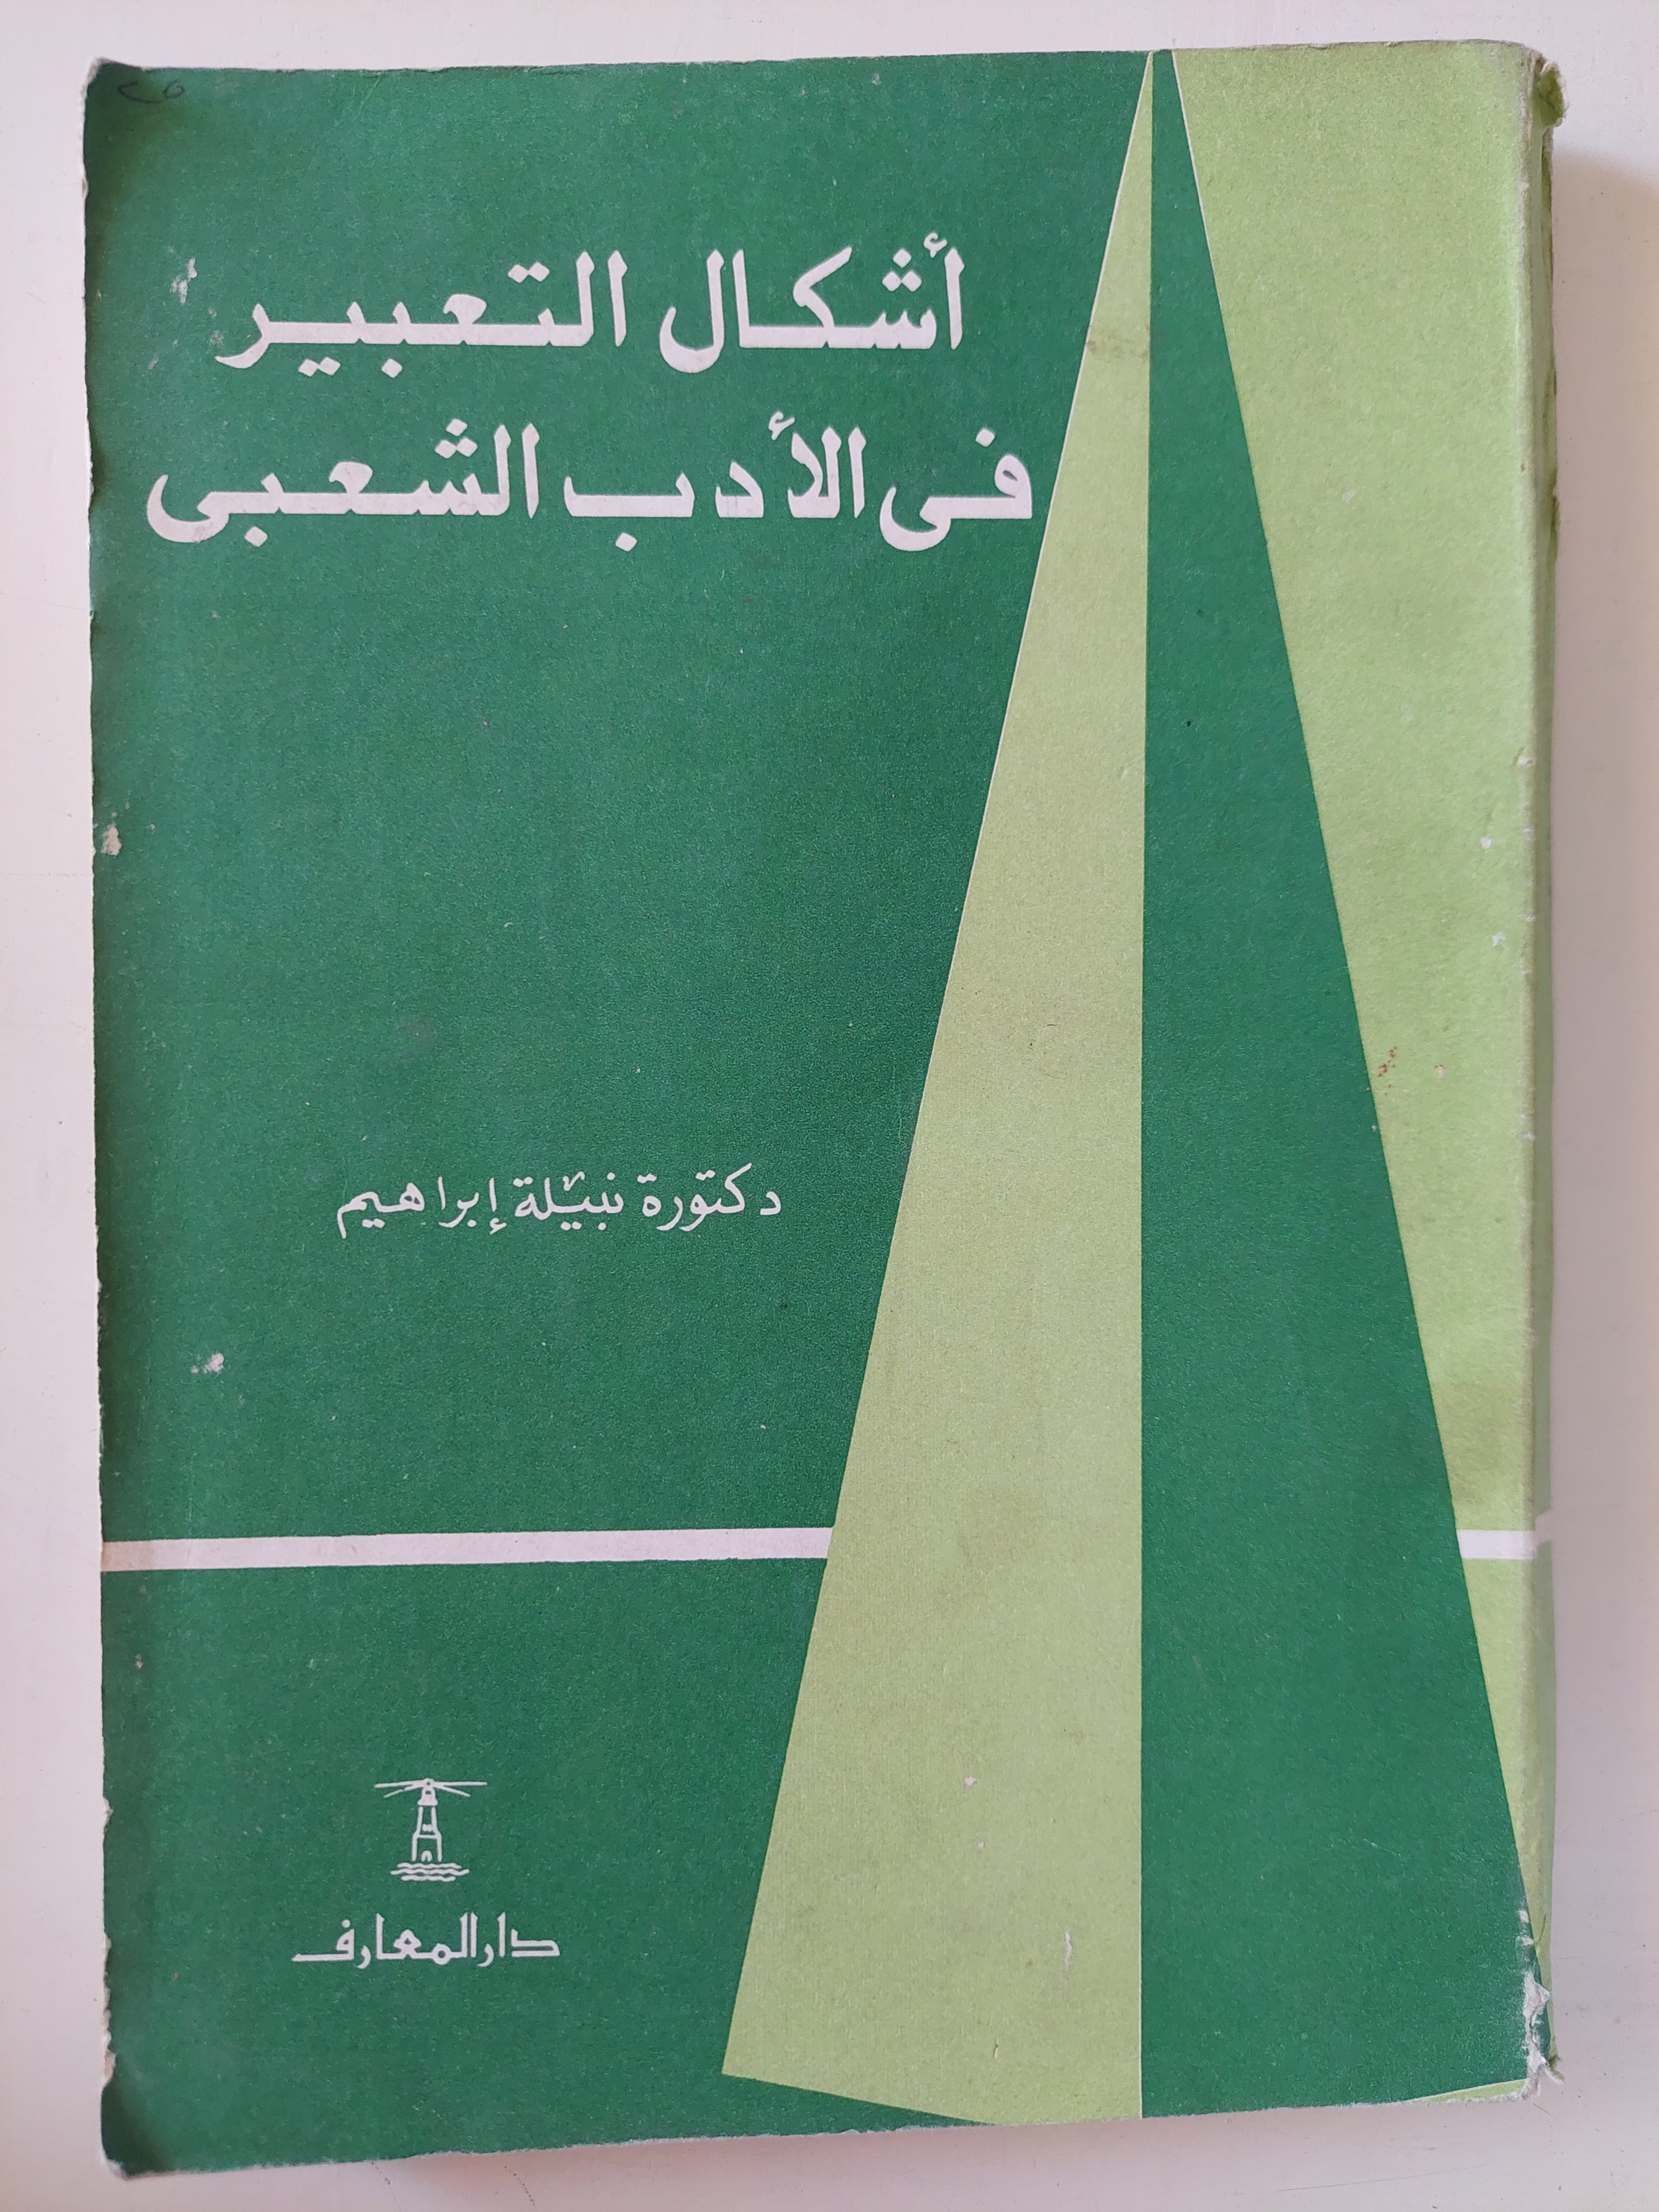 أشكال التعبير
فى الأدب الشعبى
دكتورة نبيلة إبراهيم
دار المعارف